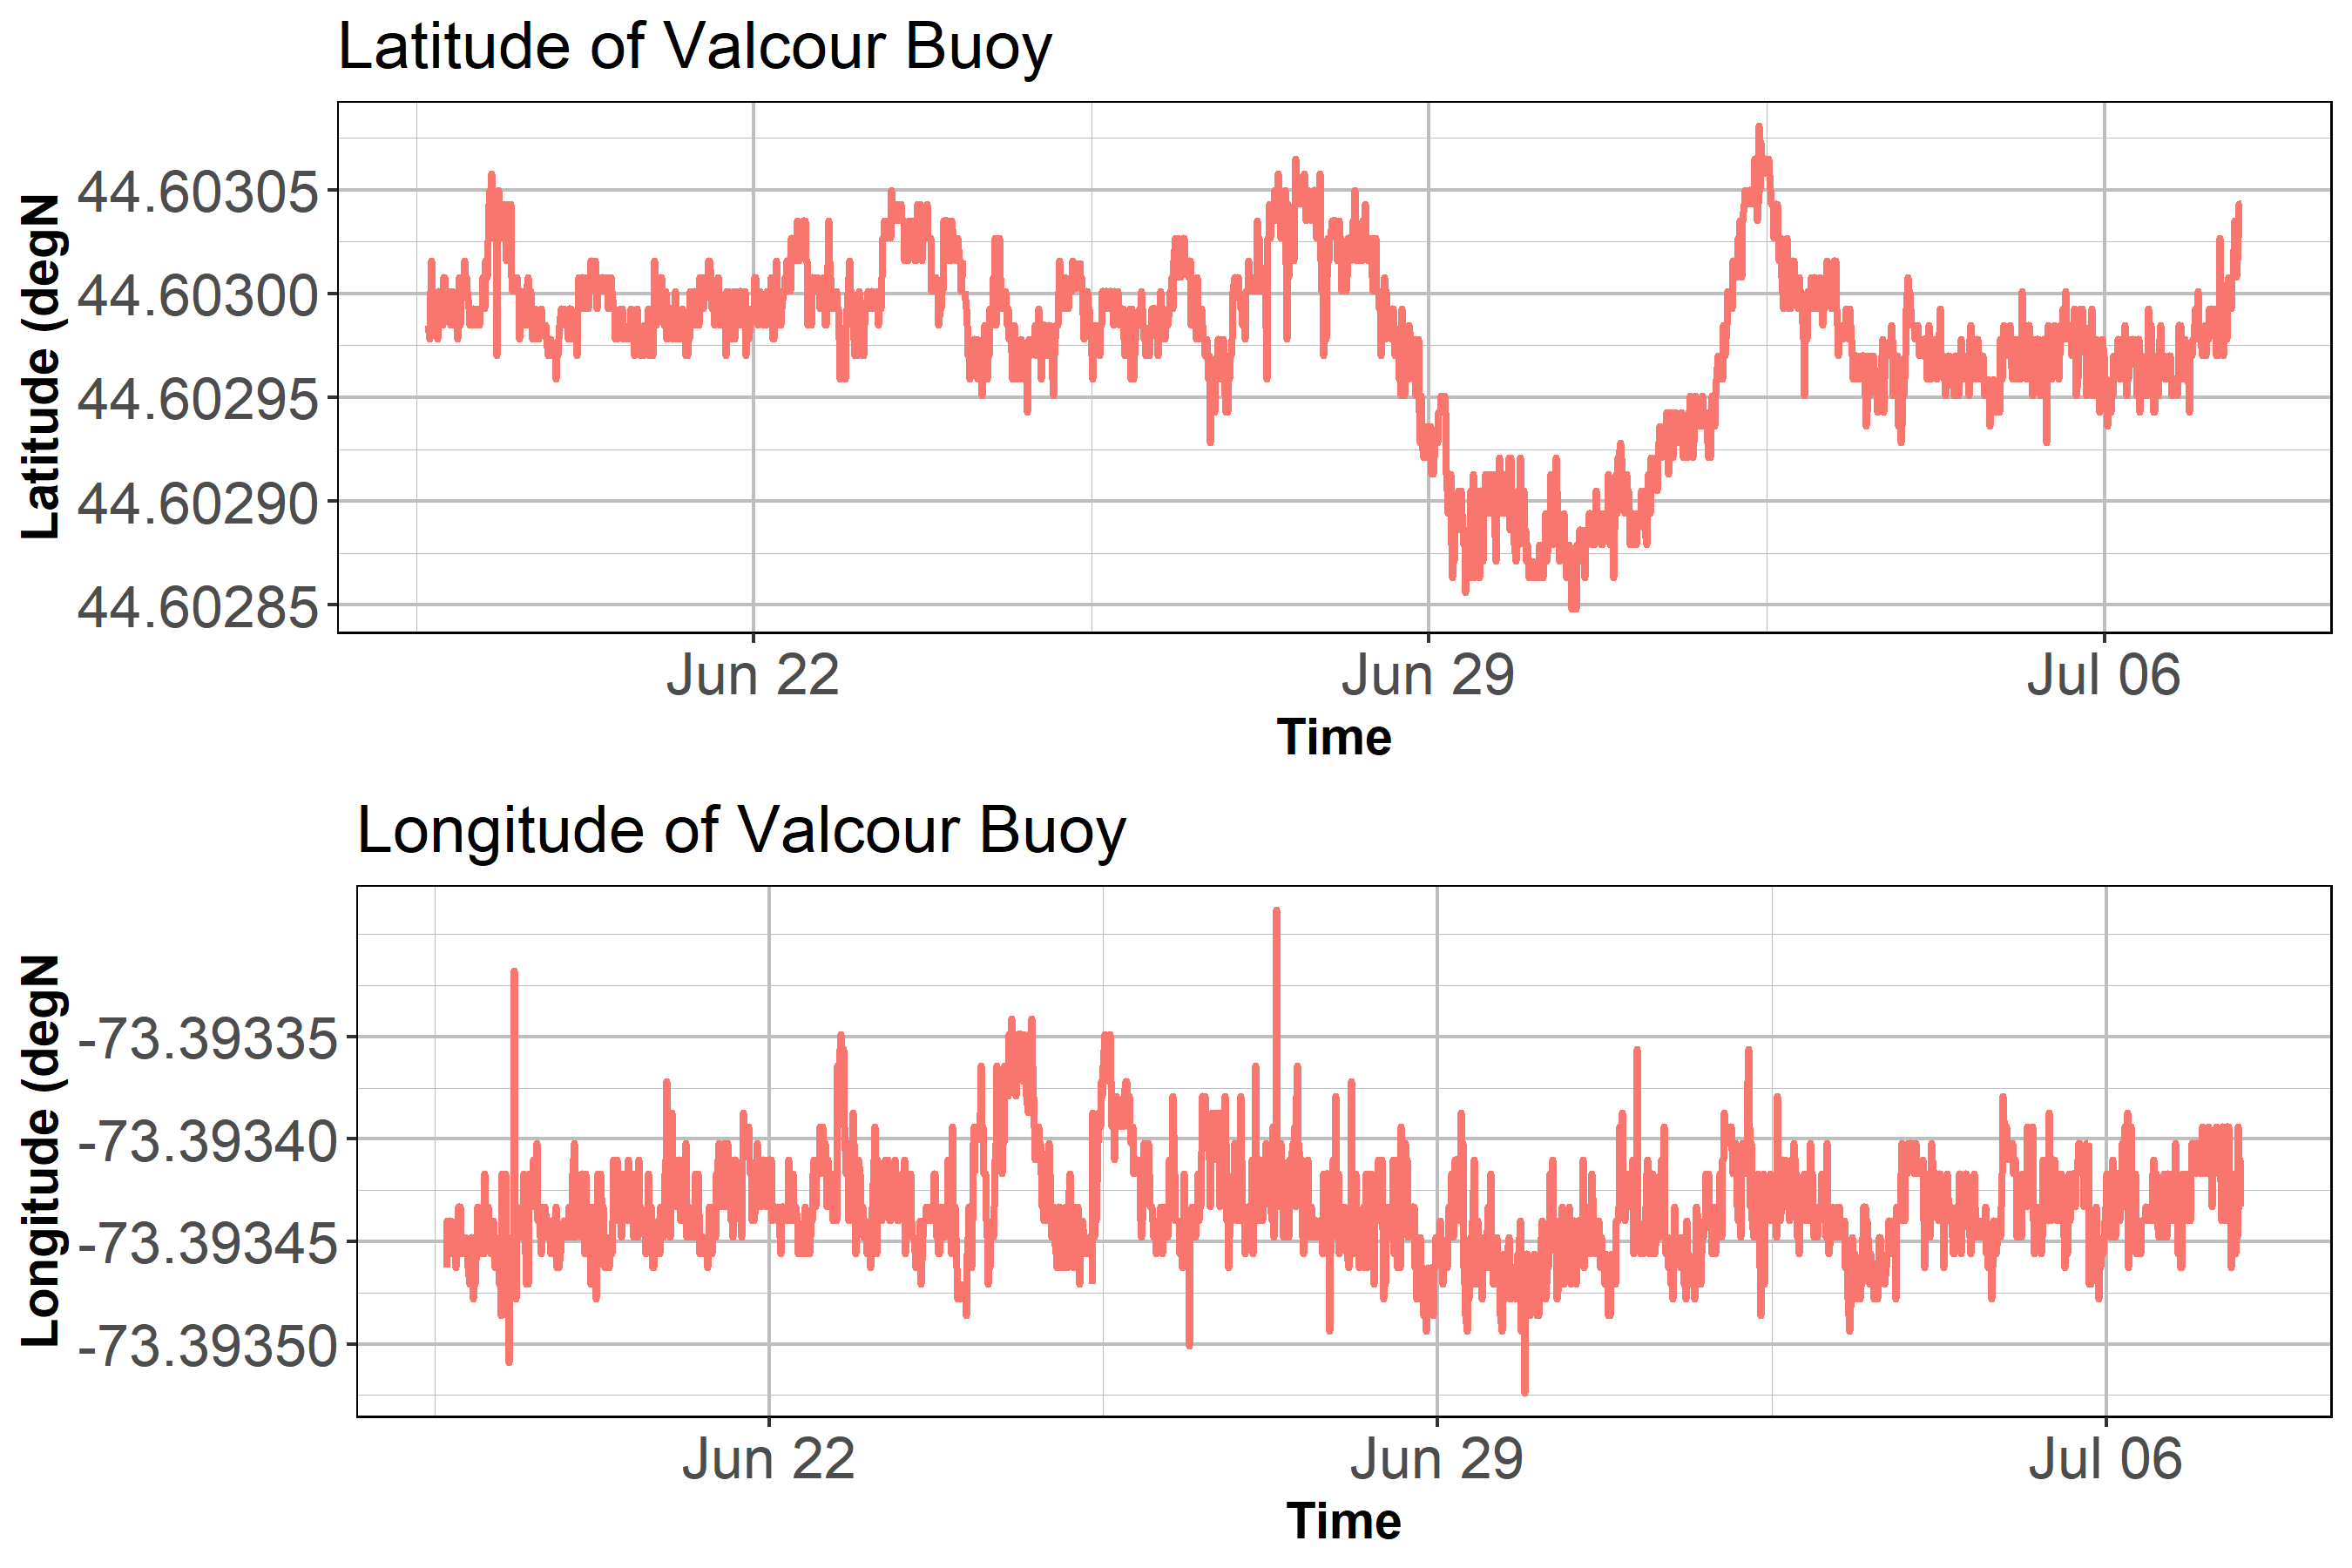 Latitude of Valcour Buoy
Latitude (degN
44.60305
44.60300
44.60295
44.60290
44.60285
Jun 22 Jun 29 Jul 06
Time
Longitude of Valcour Buoy
Longitude (degN
-73.39335
-73.39340
-73.39345
-73.39350
Jun 22 Jun 29 Jul 06
Time